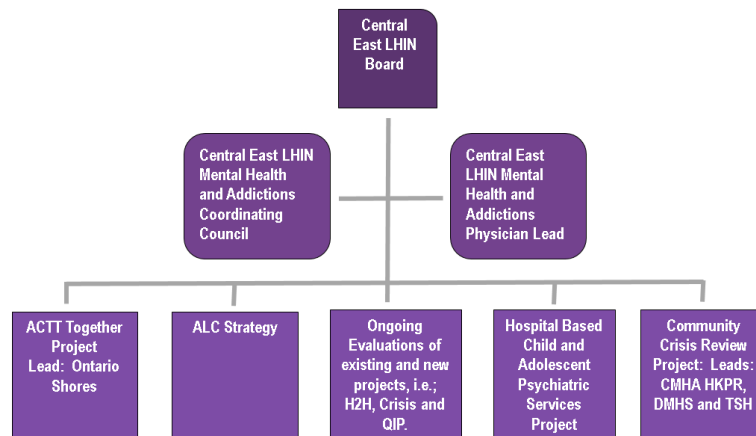 Central
East LHIN
Board
Central East LHIN
Mental Health
and Addictions
Coordinating
Council
Central East
LHIN Mental
Health and
Addictions
Physician Lead
ACTT Together
Project
Lead: Ontario
Shores
ALC Strategy
Ongoing
Evaluations of
existing and new
projects, i.e.;
H2H, Crisis and
QIP.
Hospital Based
Child and
Adolescent
Psychiatric
Services
Project
Community
Crisis Review
Project: Leads:
CMHA HKPR,
DMHS and TSH